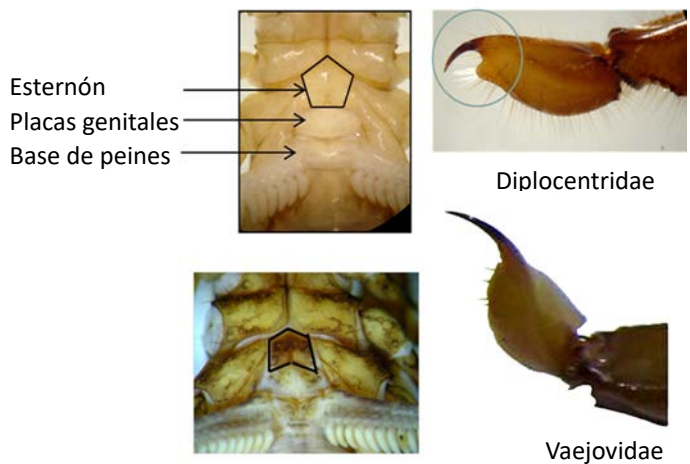 Esternón
Placas genitales
Base de peines
Diplocentridae
Vaejovidae